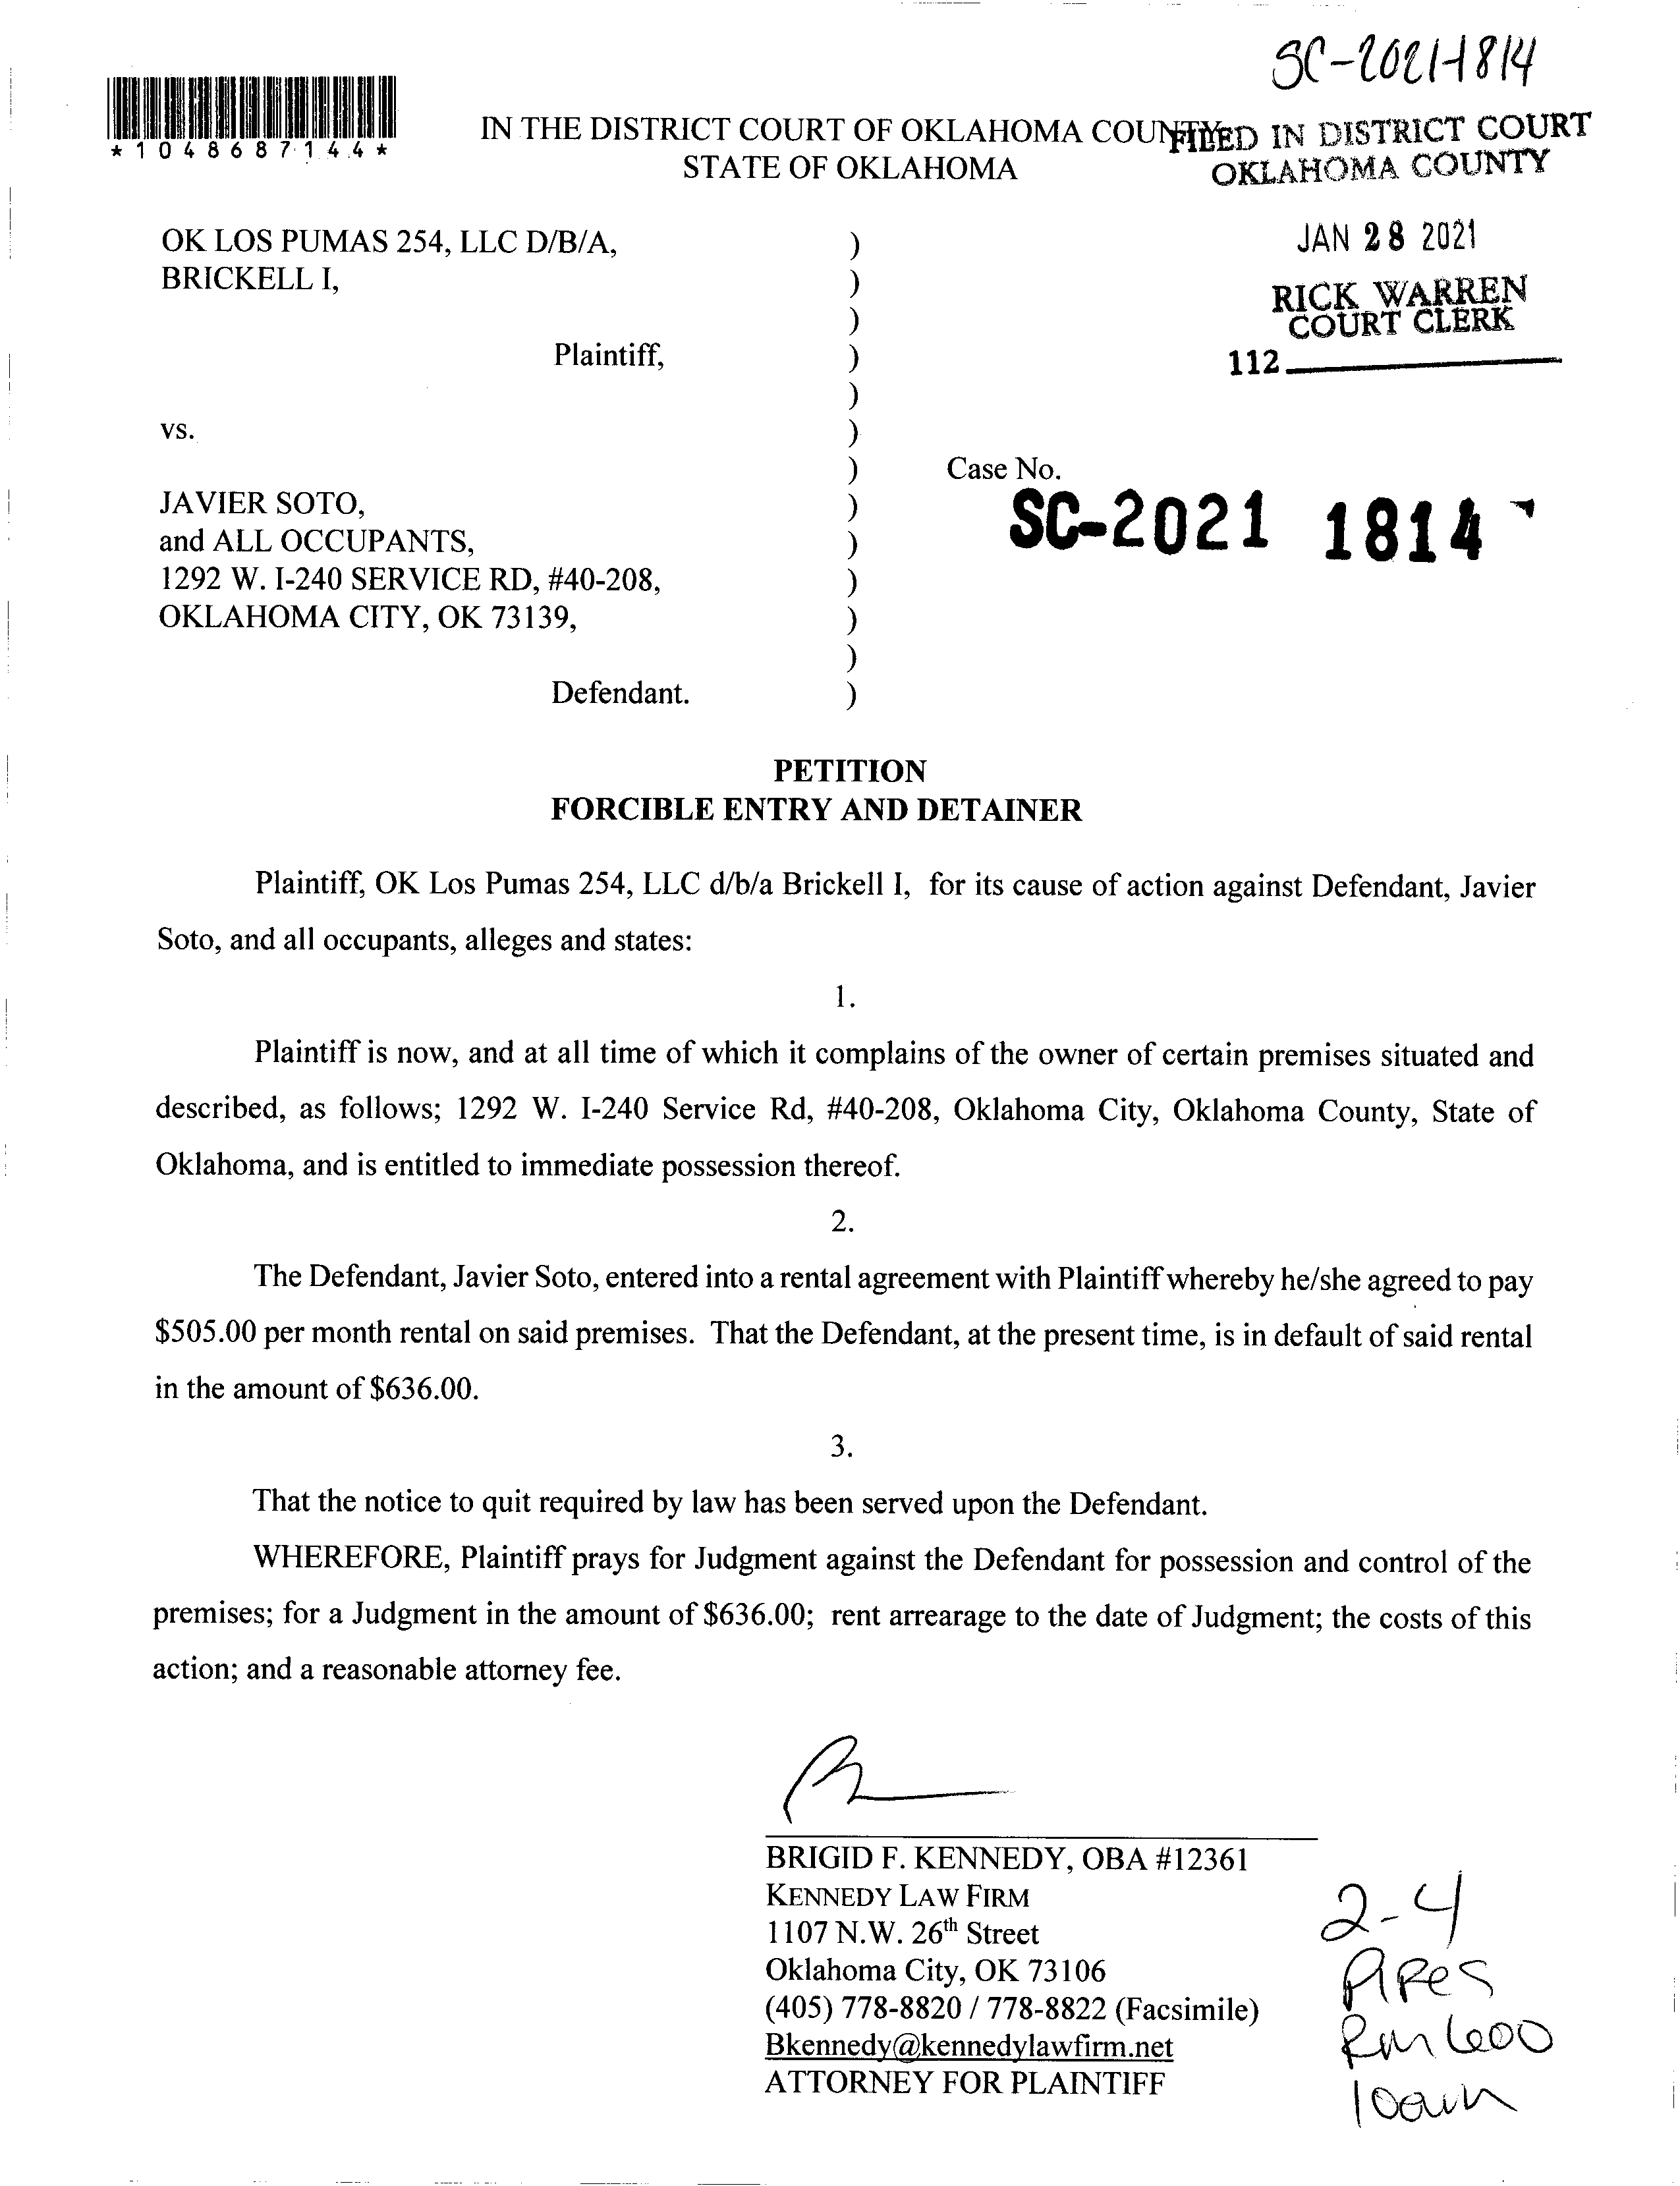 SC-2021-1814
*1048687144*
IN THE DISTRICT COURT OF OKLAHOMA COUNTY
STATE OF OKLAHOMA
FILED IN DISTRICT COURT
OKLAHOMA COUNTY
JAN 28 2021
RICK WARREN
COURT CLERK
112
OK LOS PUMAS 254, LLC D/B/A, )
BRICKELL I, )
)
Plaintiff, )
)
vs. )
) Case No.
SC-2021 1814
JAVIER SOTO, )
and ALL OCCUPANTS, )
1292 W. I-240 SERVICE RD, #40-208, )
OKLAHOMA CITY, OK 73139, )
)
Defendant. )
PETITION
FORCIBLE ENTRY AND DETAINER
Plaintiff, OK Los Pumas 254, LLC d/b/a Brickell I, for its cause of action against Defendant, Javier
Soto, and all occupants, alleges and states:
1.
Plaintiff is now, and at all time of which it complains of the owner of certain premises situated and
described, as follows; 1292 W. I-240 Service Rd, #40-208, Oklahoma City, Oklahoma County, State of
Oklahoma, and is entitled to immediate possession thereof.
2.
The Defendant, Javier Soto, entered into a rental agreement with Plaintiff whereby he/she agreed to pay
$505.00 per month rental on said premises. That the Defendant, at the present time, is in default of said rental
in the amount of $636.00.
3.
That the notice to quit required by law has been served upon the Defendant.
WHEREFORE, Plaintiff prays for Judgment against the Defendant for possession and control of the
premises; for a Judgment in the amount of $636.00; rent arrearage to the date of Judgment; the costs of this
action; and a reasonable attorney fee.
BRIGID F. KENNEDY, OBA #12361
KENNEDY LAW FIRM
1107 N.W. 26th Street
Oklahoma City, OK 73106
(405) 778-8820 / 778-8822 (Facsimile)
Bkennedy@kennedylawfirm.net
ATTORNEY FOR PLAINTIFF
2-4
Rm 600
10am